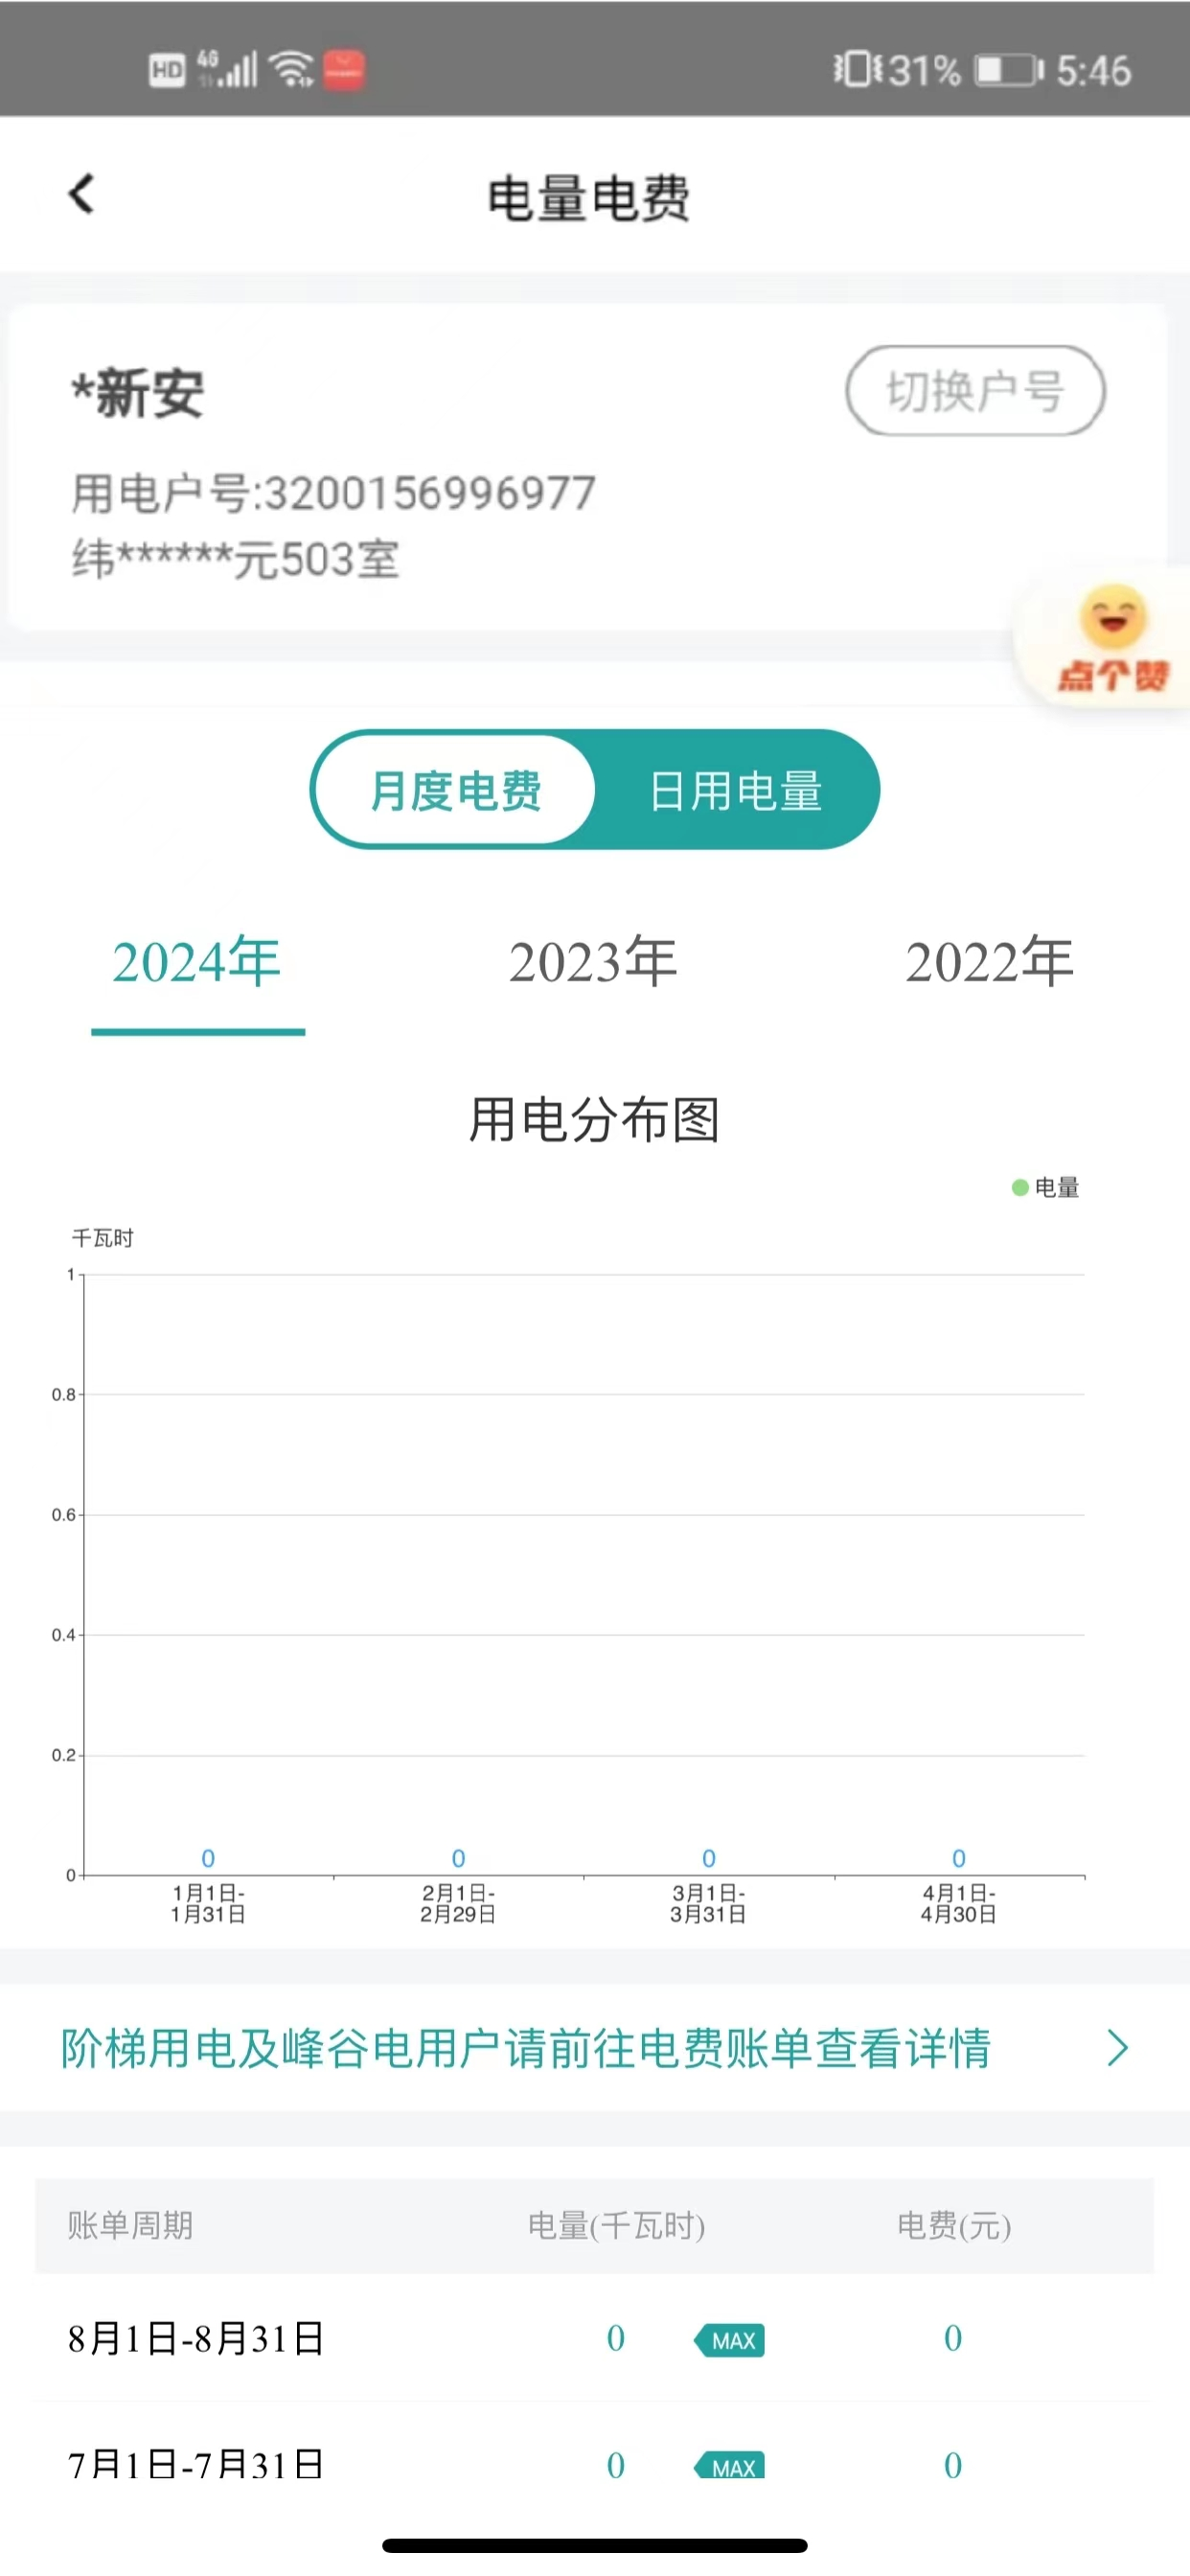 HD 4G 31% 5:46
电量电费
*新安
切换户号
用电户号:3200156996977
纬******元503室
点个赞
月度电费 日用电量
2024年 2023年 2022年
用电分布图
电量
千瓦时
1
0.8
0.6
0.4
0.2
0
0 0 0 0
1月1日- 2月1日- 3月1日- 4月1日-
1月31日 2月29日 3月31日 4月30日
阶梯用电及峰谷电用户请前往电费账单查看详情
账单周期 电量(千瓦时) 电费(元)
8月1日-8月31日 0 MAX 0
7月1日-7月31日 0 MAX 0